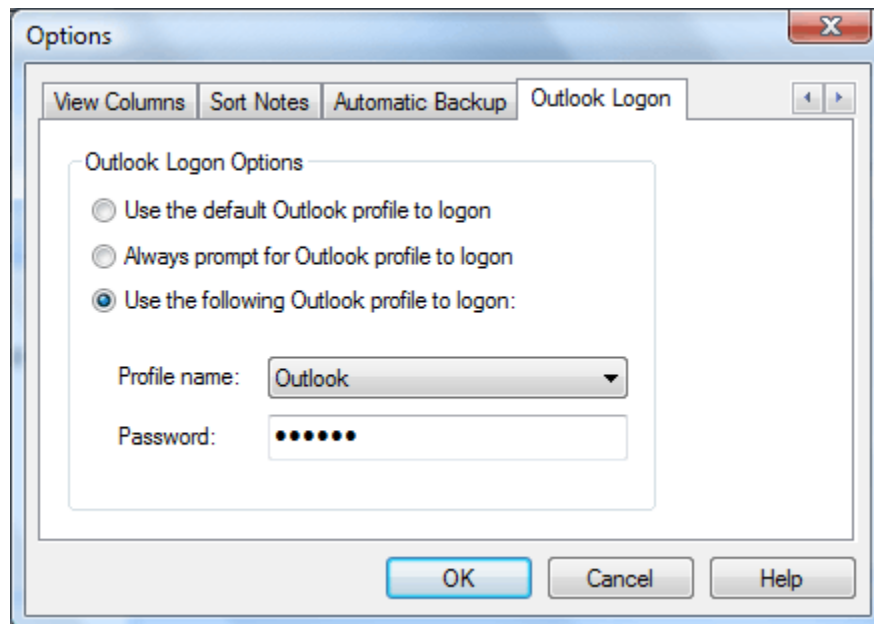 Options
View Columns Sort Notes Automatic Backup Outlook Logon
Outlook Logon Options
Use the default Outlook profile to logon
Always prompt for Outlook profile to logon
Use the following Outlook profile to logon:
Profile name: Outlook
Password: ••••••
OK Cancel Help